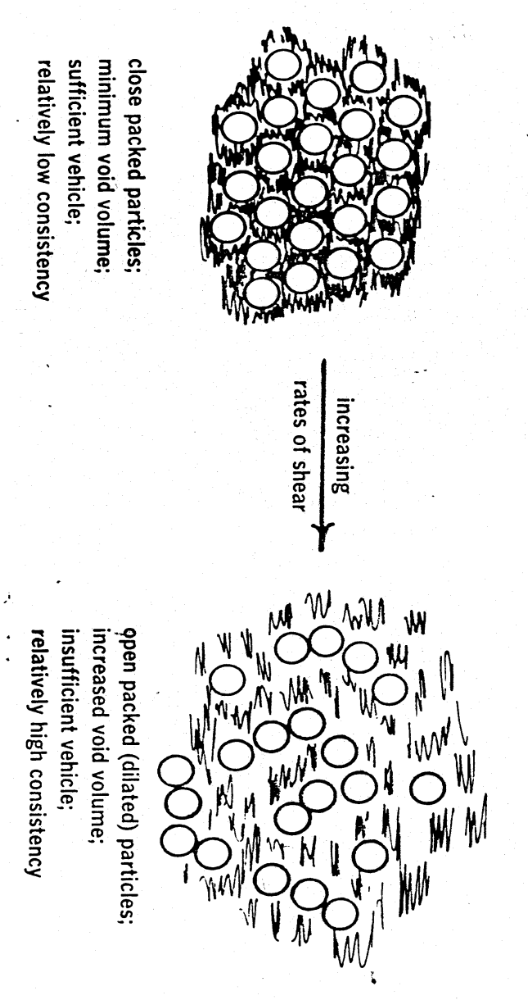 close packed particles;
minimum void volume;
sufficient vehicle;
relatively low consistency
increasing
rates of shear
open packed (dilated) particles;
increased void volume;
insufficient vehicle;
relatively high consistency